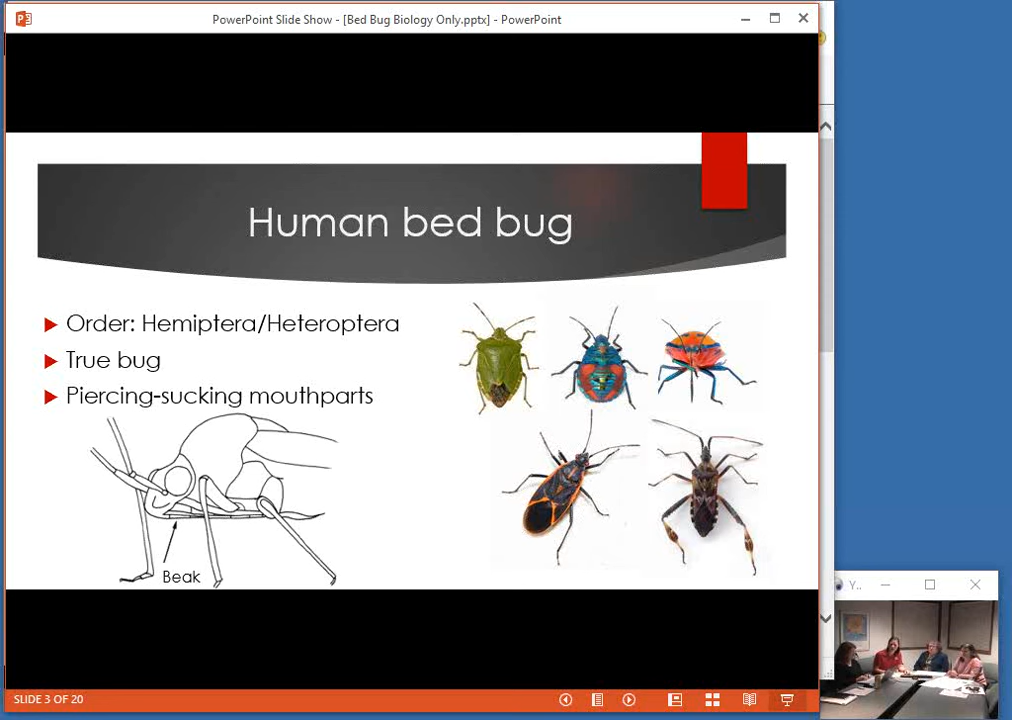 PowerPoint Slide Show - [Bed Bug Biology Only.pptx] - PowerPoint
Human bed bug
Order: Hemiptera/Heteroptera
True bug
Piercing-sucking mouthparts
Beak
Y..
SLIDE 3 OF 20